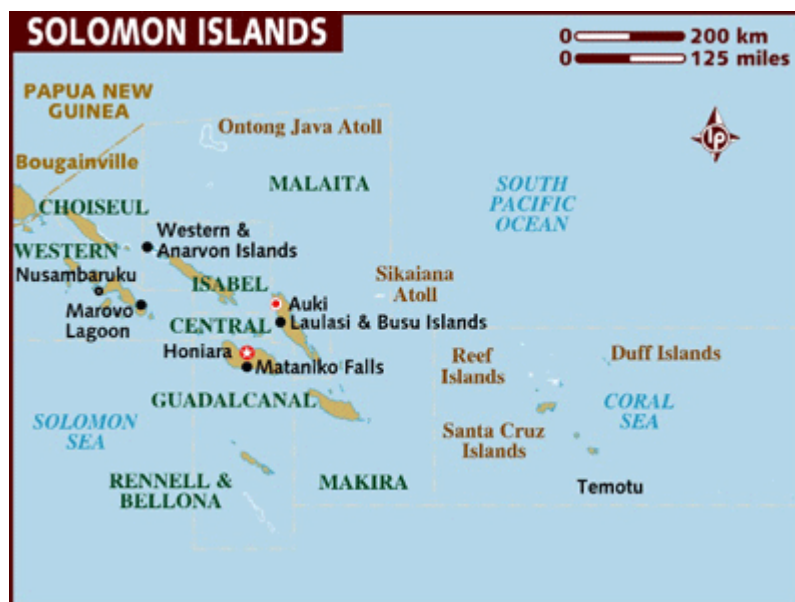 SOLOMON ISLANDS
0 200 km
0 125 miles
PAPUA NEW
GUINEA
Ontong Java Atoll
lp
Bougainville
MALAITA
SOUTH
PACIFIC
OCEAN
CHOISEUL
Western &
Anarvon Islands
WESTERN
Nusambaruku
ISABEL
Sikaiana
Atoll
Marovo
Lagoon
Auki
CENTRAL
Laulasi & Busu Islands
Honiara
Mataniko Falls
Reef
Islands
Duff Islands
GUADALCANAL
SOLOMON
SEA
CORAL
SEA
Santa Cruz
Islands
RENNELL &
BELLONA
MAKIRA
Temotu